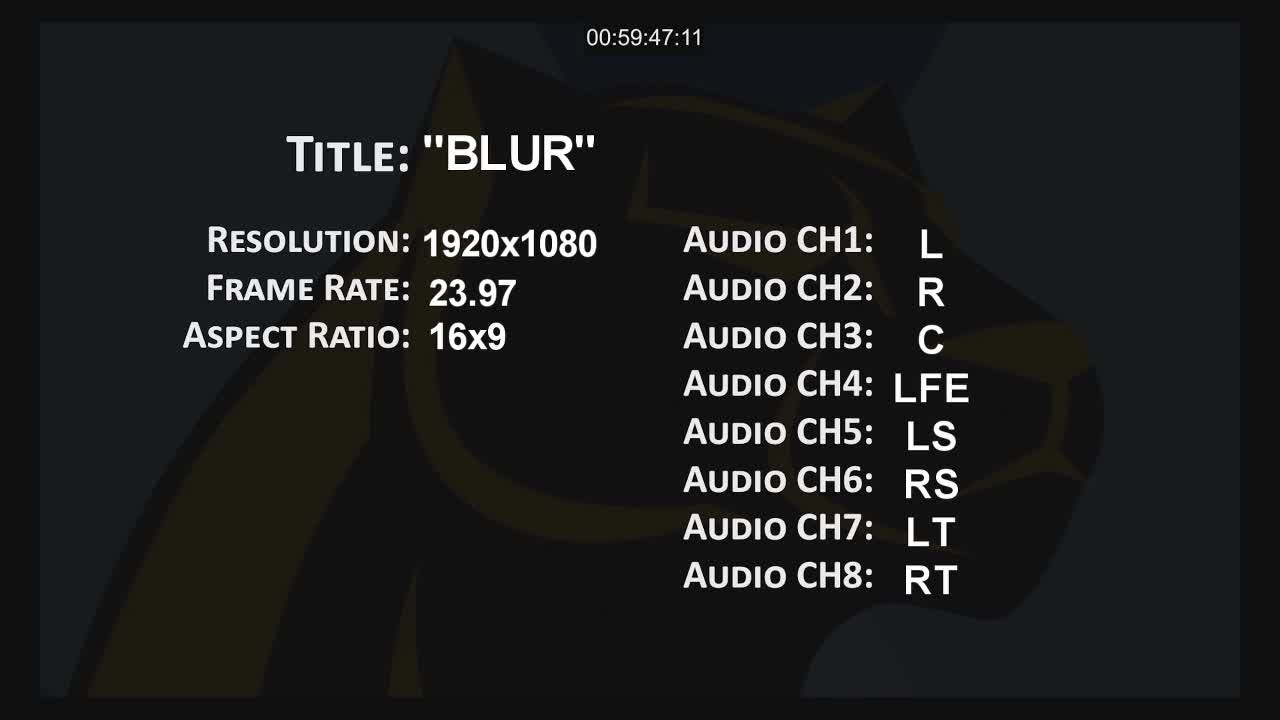 00:59:47:11
Title: "BLUR"
Resolution: 1920x1080
Frame Rate: 23.97
Aspect Ratio: 16x9
Audio CH1: L
Audio CH2: R
Audio CH3: C
Audio CH4: LFE
Audio CH5: LS
Audio CH6: RS
Audio CH7: LT
Audio CH8: RT